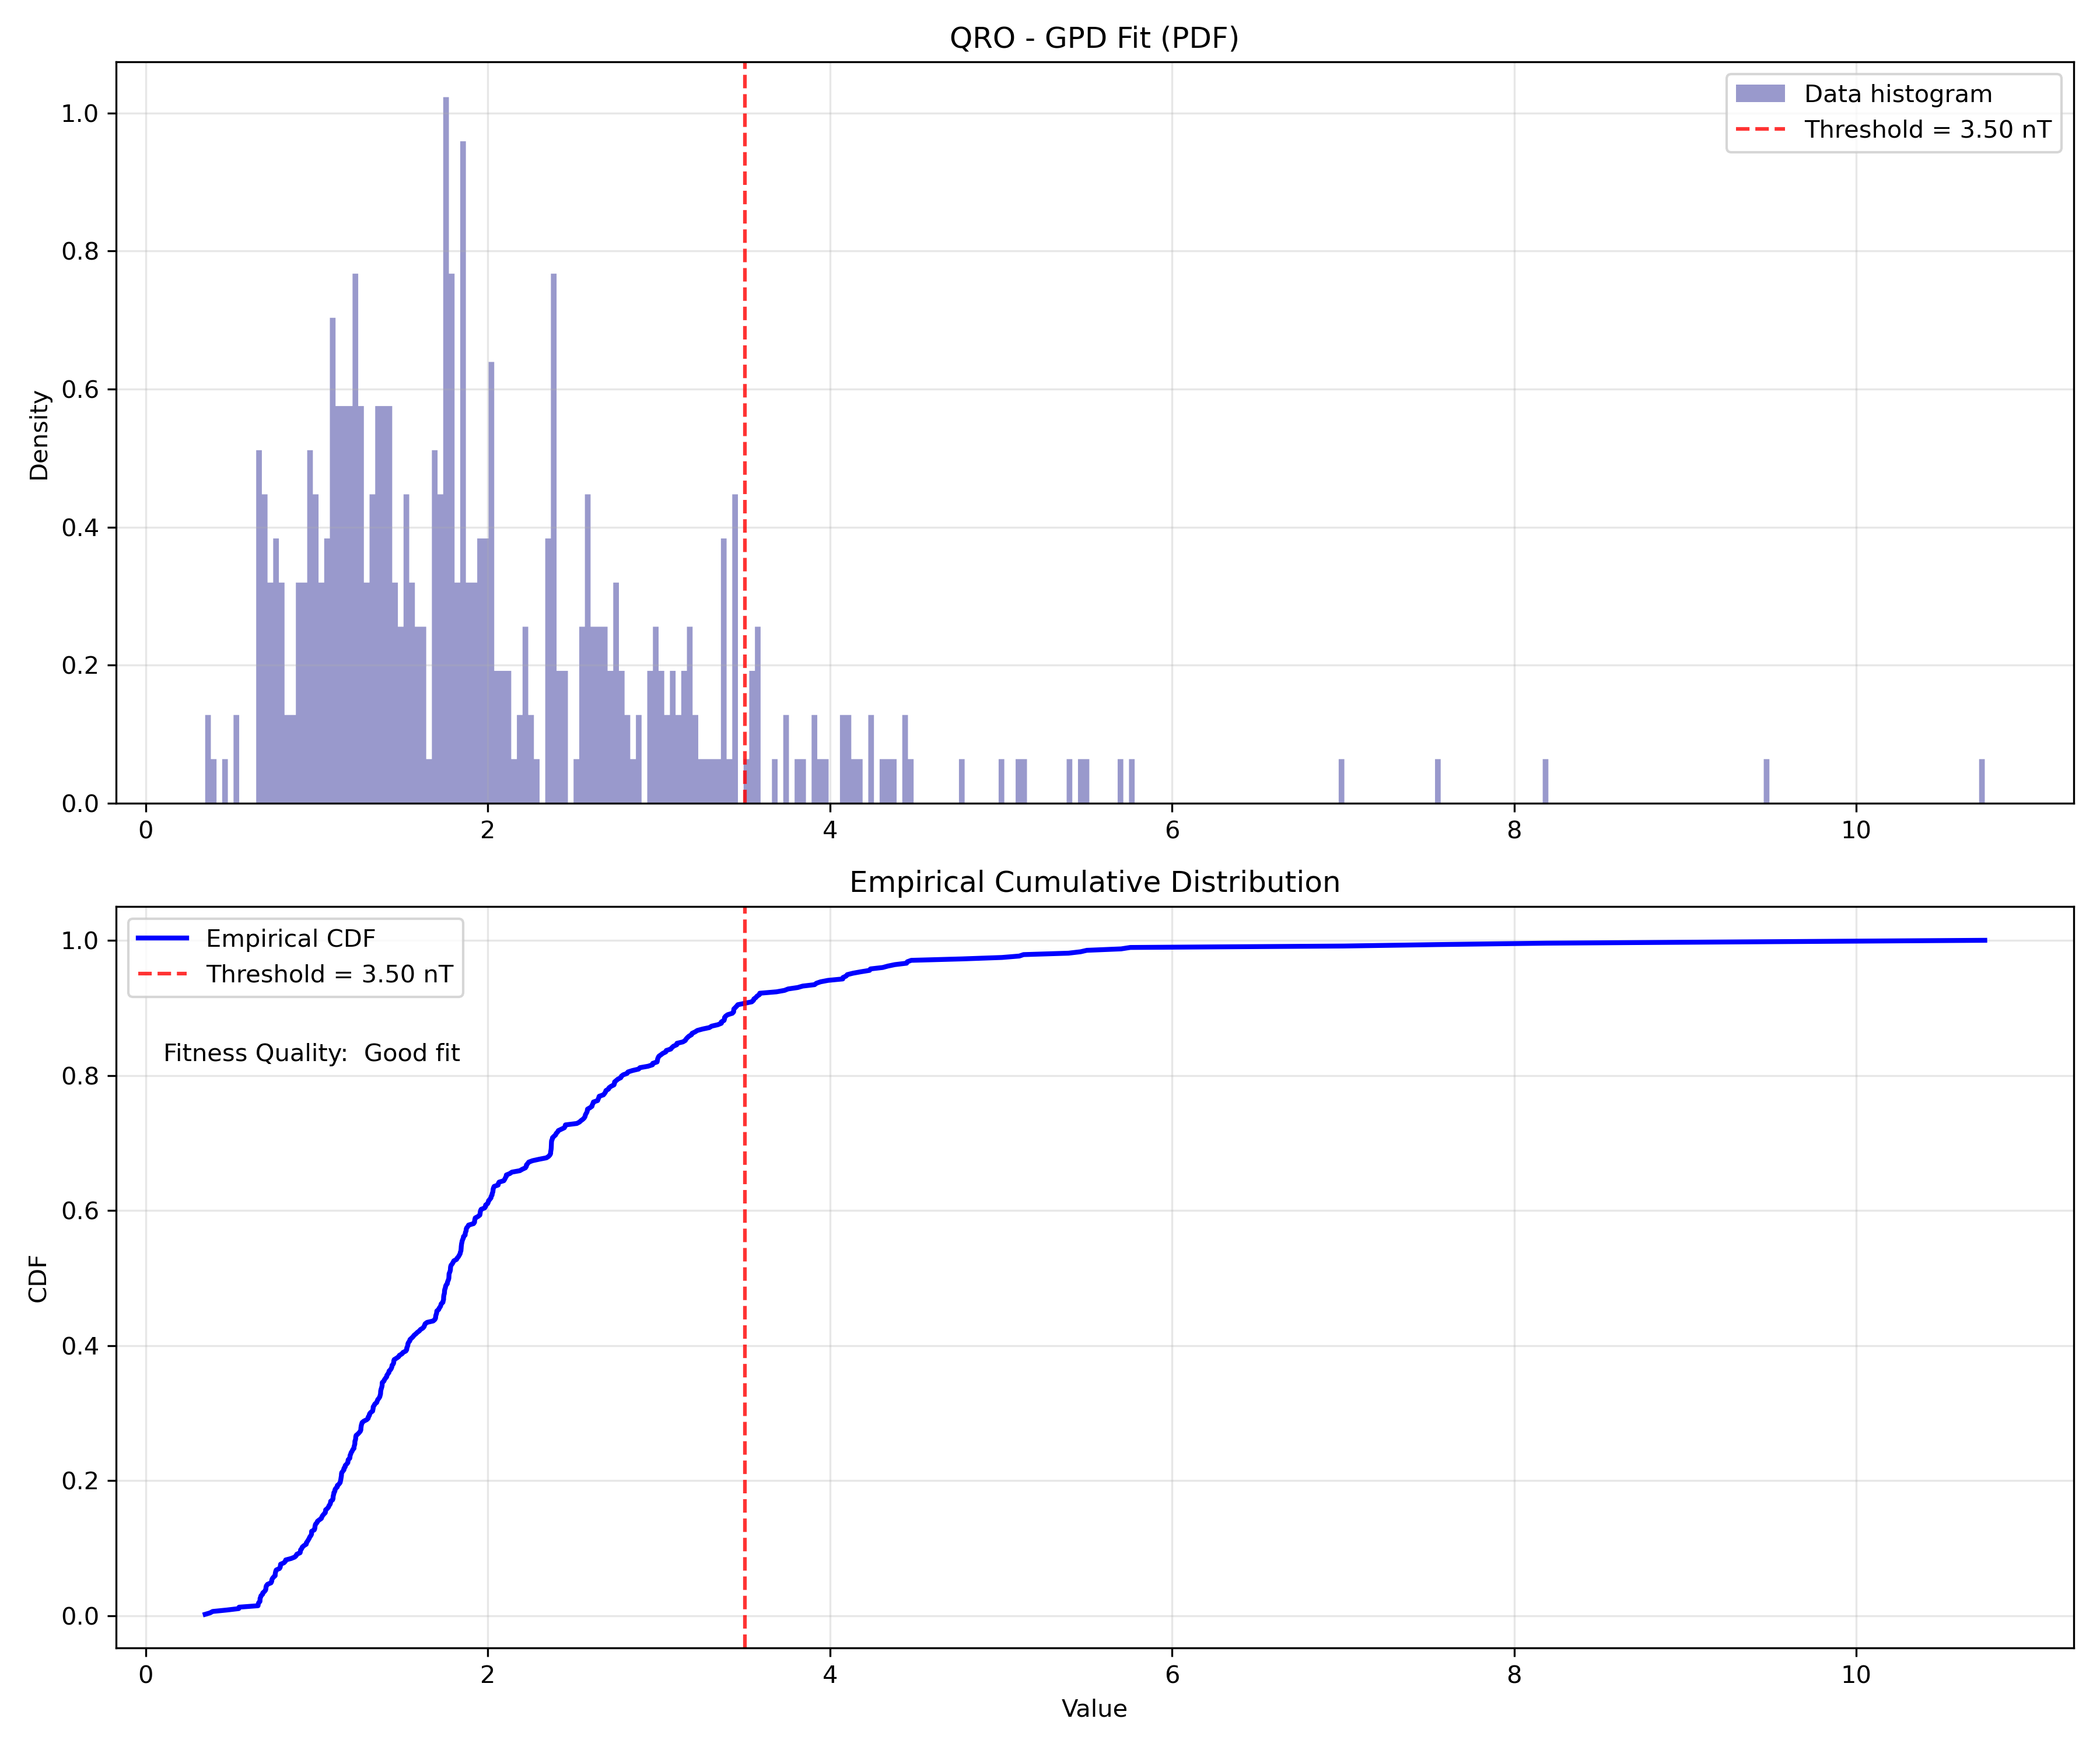 QRO - GPD Fit (PDF)
Data histogram
Threshold = 3.50 nT
Density
1.0
0.8
0.6
0.4
0.2
0.0
0 2 4 6 8 10
Empirical Cumulative Distribution
Empirical CDF
Threshold = 3.50 nT
Fitness Quality:  Good fit
CDF
1.0
0.8
0.6
0.4
0.2
0.0
0 2 4 6 8 10
Value